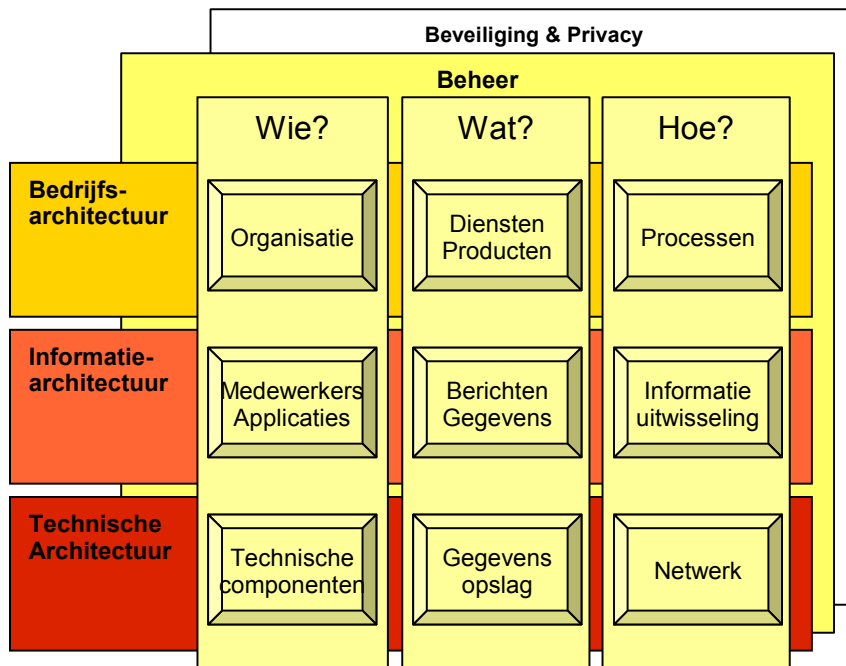 Beveiliging & Privacy
Beheer
Wie?
Wat?
Hoe?
Bedrijfs-
architectuur
Organisatie
Diensten
Producten
Processen
Informatie-
architectuur
Medewerkers
Applicaties
Berichten
Gegevens
Informatie
uitwisseling
Technische
Architectuur
Technische
componenten
Gegevens
opslag
Netwerk